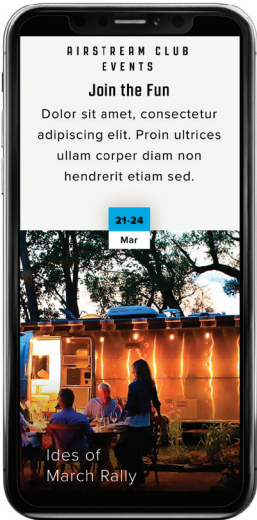 AIRSTREAM CLUB
EVENTS
Join the Fun
Dolor sit amet, consectetur
adipiscing elit. Proin ultrices
ullam corper diam non
hendrerit etiam sed.
21-24
Mar
Ides of
March Rally